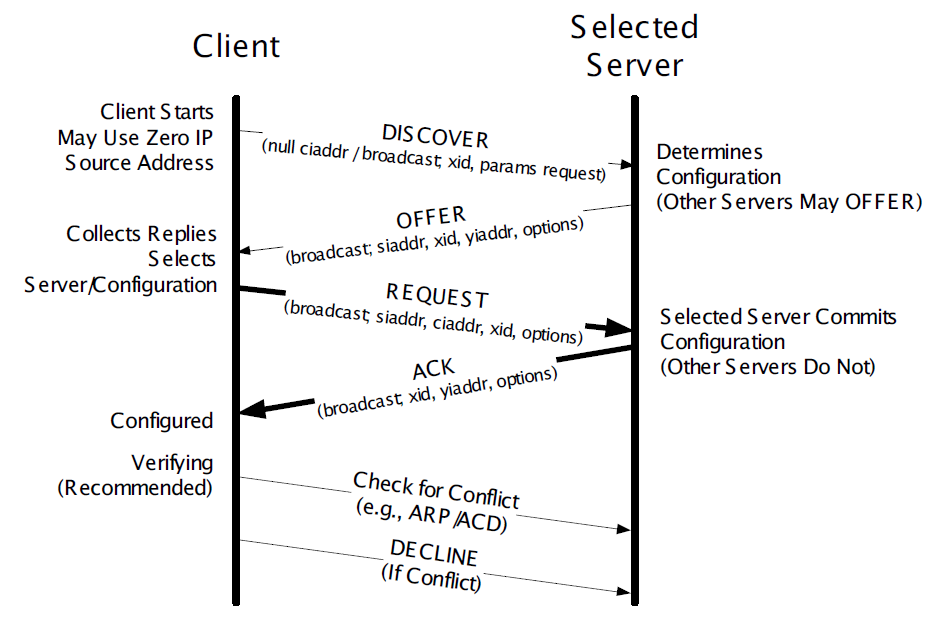 Client
Selected
Server
Client Starts
May Use Zero IP
Source Address
DISCOVER
(null ciaddr / broadcast; xid, params request)
Determines
Configuration
(Other Servers May OFFER)
OFFER
(broadcast; siaddr, xid, yiaddr, options)
Collects Replies
Selects
Server/Configuration
REQUEST
(broadcast; siaddr, ciaddr, xid, options)
Selected Server Commits
Configuration
(Other Servers Do Not)
ACK
(broadcast; xid, yiaddr, options)
Configured
Verifying
(Recommended)
Check for Conflict
(e.g., ARP/ACD)
DECLINE
(If Conflict)